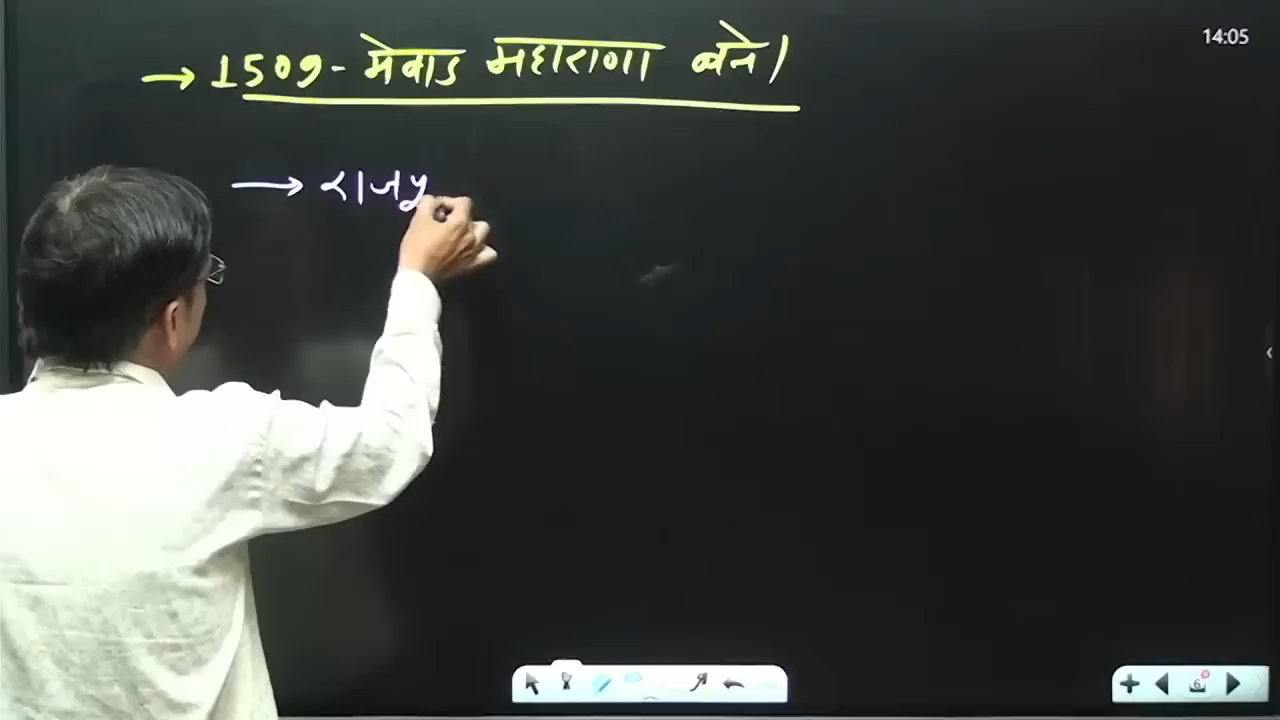 14:05
→ 1509 - मेवाड महाराणा बने।
→ राजपु